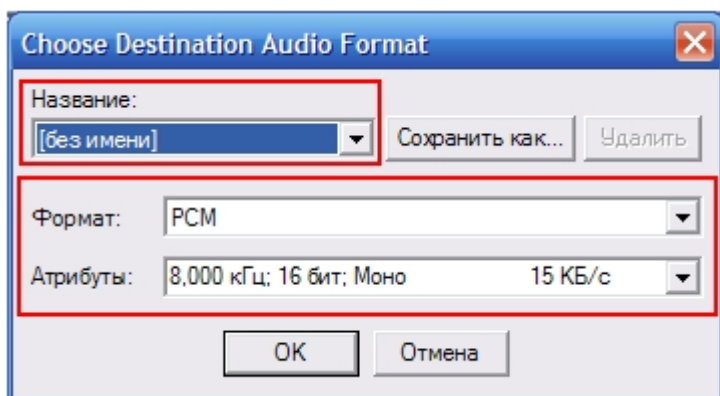 Choose Destination Audio Format
Название:
[без имени]
Сохранить как...
Удалить
Формат:
PCM
Атрибуты:
8,000 кГц; 16 бит; Моно 15 КБ/с
OK
Отмена